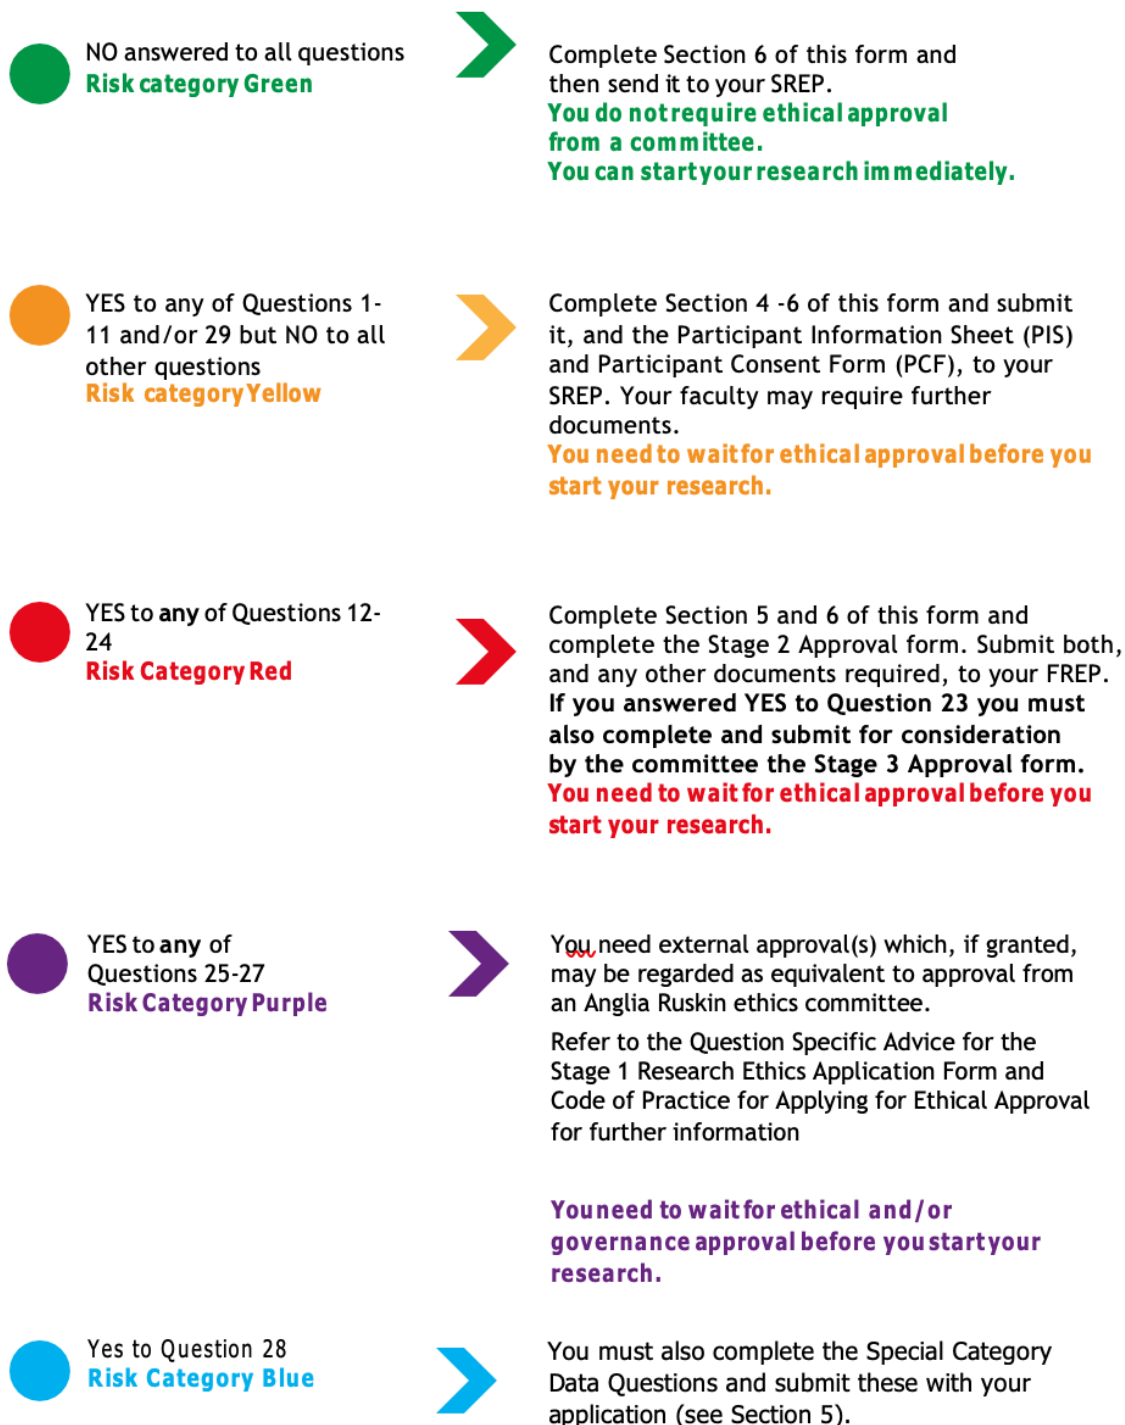 NO answered to all questions
Risk category Green
Complete Section 6 of this form and
then send it to your SREP.
You do not require ethical approval
from a committee.
You can start your research immediately.
YES to any of Questions 1-
11 and/or 29 but NO to all
other questions
Risk category Yellow
Complete Section 4 -6 of this form and submit
it, and the Participant Information Sheet (PIS)
and Participant Consent Form (PCF), to your
SREP. Your faculty may require further
documents.
You need to wait for ethical approval before you
start your research.
YES to any of Questions 12-
24
Risk Category Red
Complete Section 5 and 6 of this form and
complete the Stage 2 Approval form. Submit both,
and any other documents required, to your FREP.
If you answered YES to Question 23 you must
also complete and submit for consideration
by the committee the Stage 3 Approval form.
You need to wait for ethical approval before you
start your research.
YES to any of
Questions 25-27
Risk Category Purple
You need external approval(s) which, if granted,
may be regarded as equivalent to approval from
an Anglia Ruskin ethics committee.
Refer to the Question Specific Advice for the
Stage 1 Research Ethics Application Form and
Code of Practice for Applying for Ethical Approval
for further information
You need to wait for ethical and/or
governance approval before you start your
research.
Yes to Question 28
Risk Category Blue
You must also complete the Special Category
Data Questions and submit these with your
application (see Section 5).